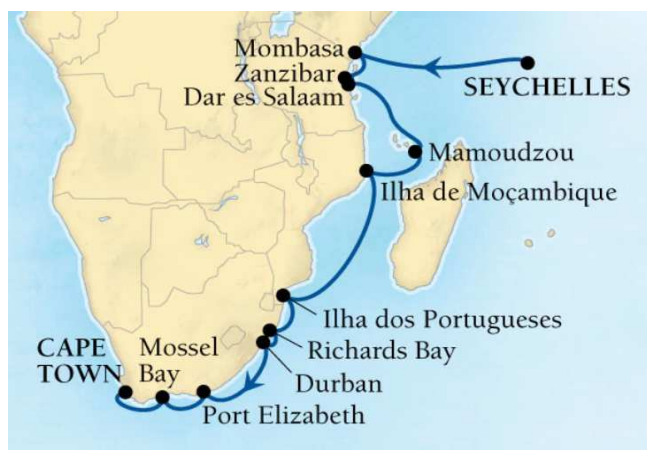 Mombasa
Zanzibar
Dar es Salaam
SEYCHELLES
Mamoudzou
Ilha de Moçambique
Ilha dos Portugueses
Richards Bay
Durban
Port Elizabeth
Mossel
Bay
CAPE
TOWN